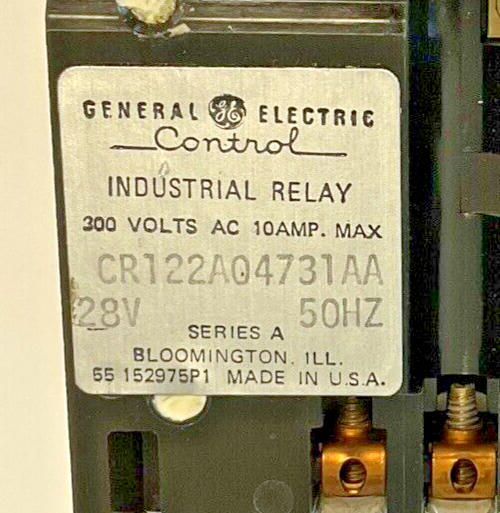 GENERAL GE ELECTRIC
Control
INDUSTRIAL RELAY
300 VOLTS AC 10AMP. MAX
CR122A04731AA
28V 50HZ
SERIES A
BLOOMINGTON, ILL.
55 152975P1 MADE IN U.S.A.